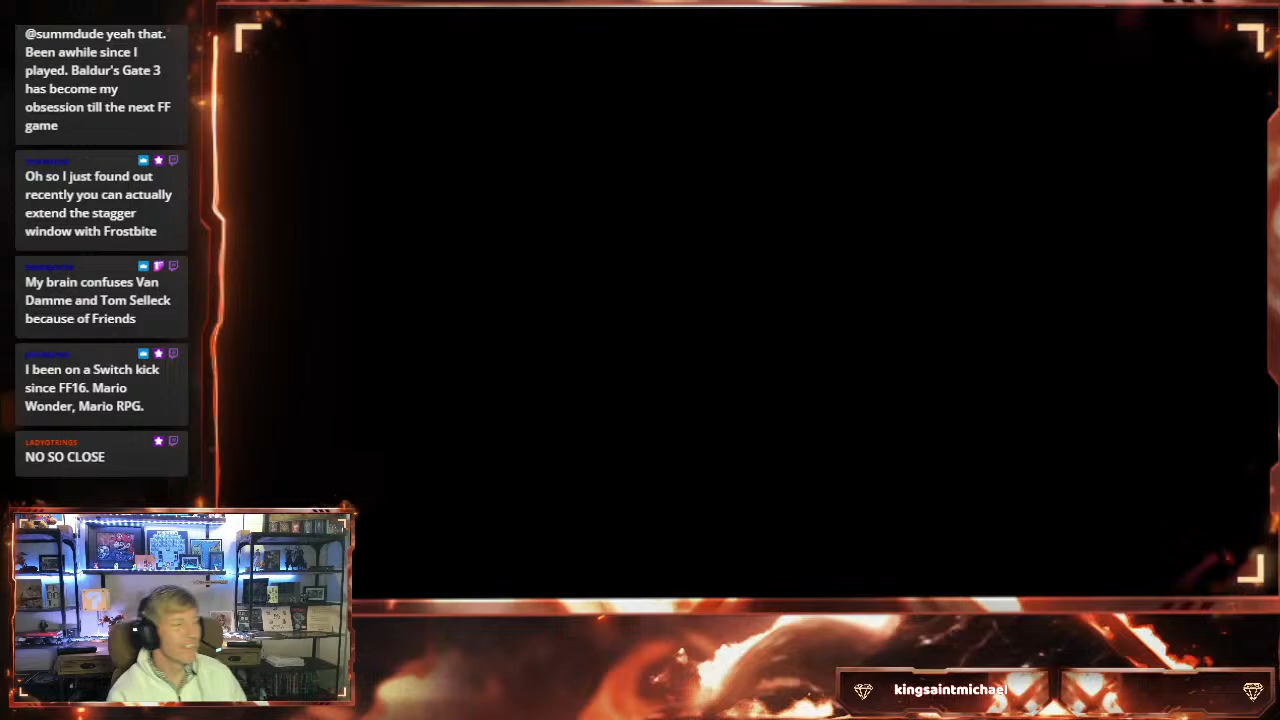 @summdude yeah that.
Been awhile since I
played. Baldur's Gate 3
has become my
obsession till the next FF
game
Oh so I just found out
recently you can actually
extend the stagger
window with Frostbite
My brain confuses Van
Damme and Tom Selleck
because of Friends
I been on a Switch kick
since FF16. Mario
Wonder, Mario RPG.
LADYGTRINGS
NO SO CLOSE
kingsaintmichael